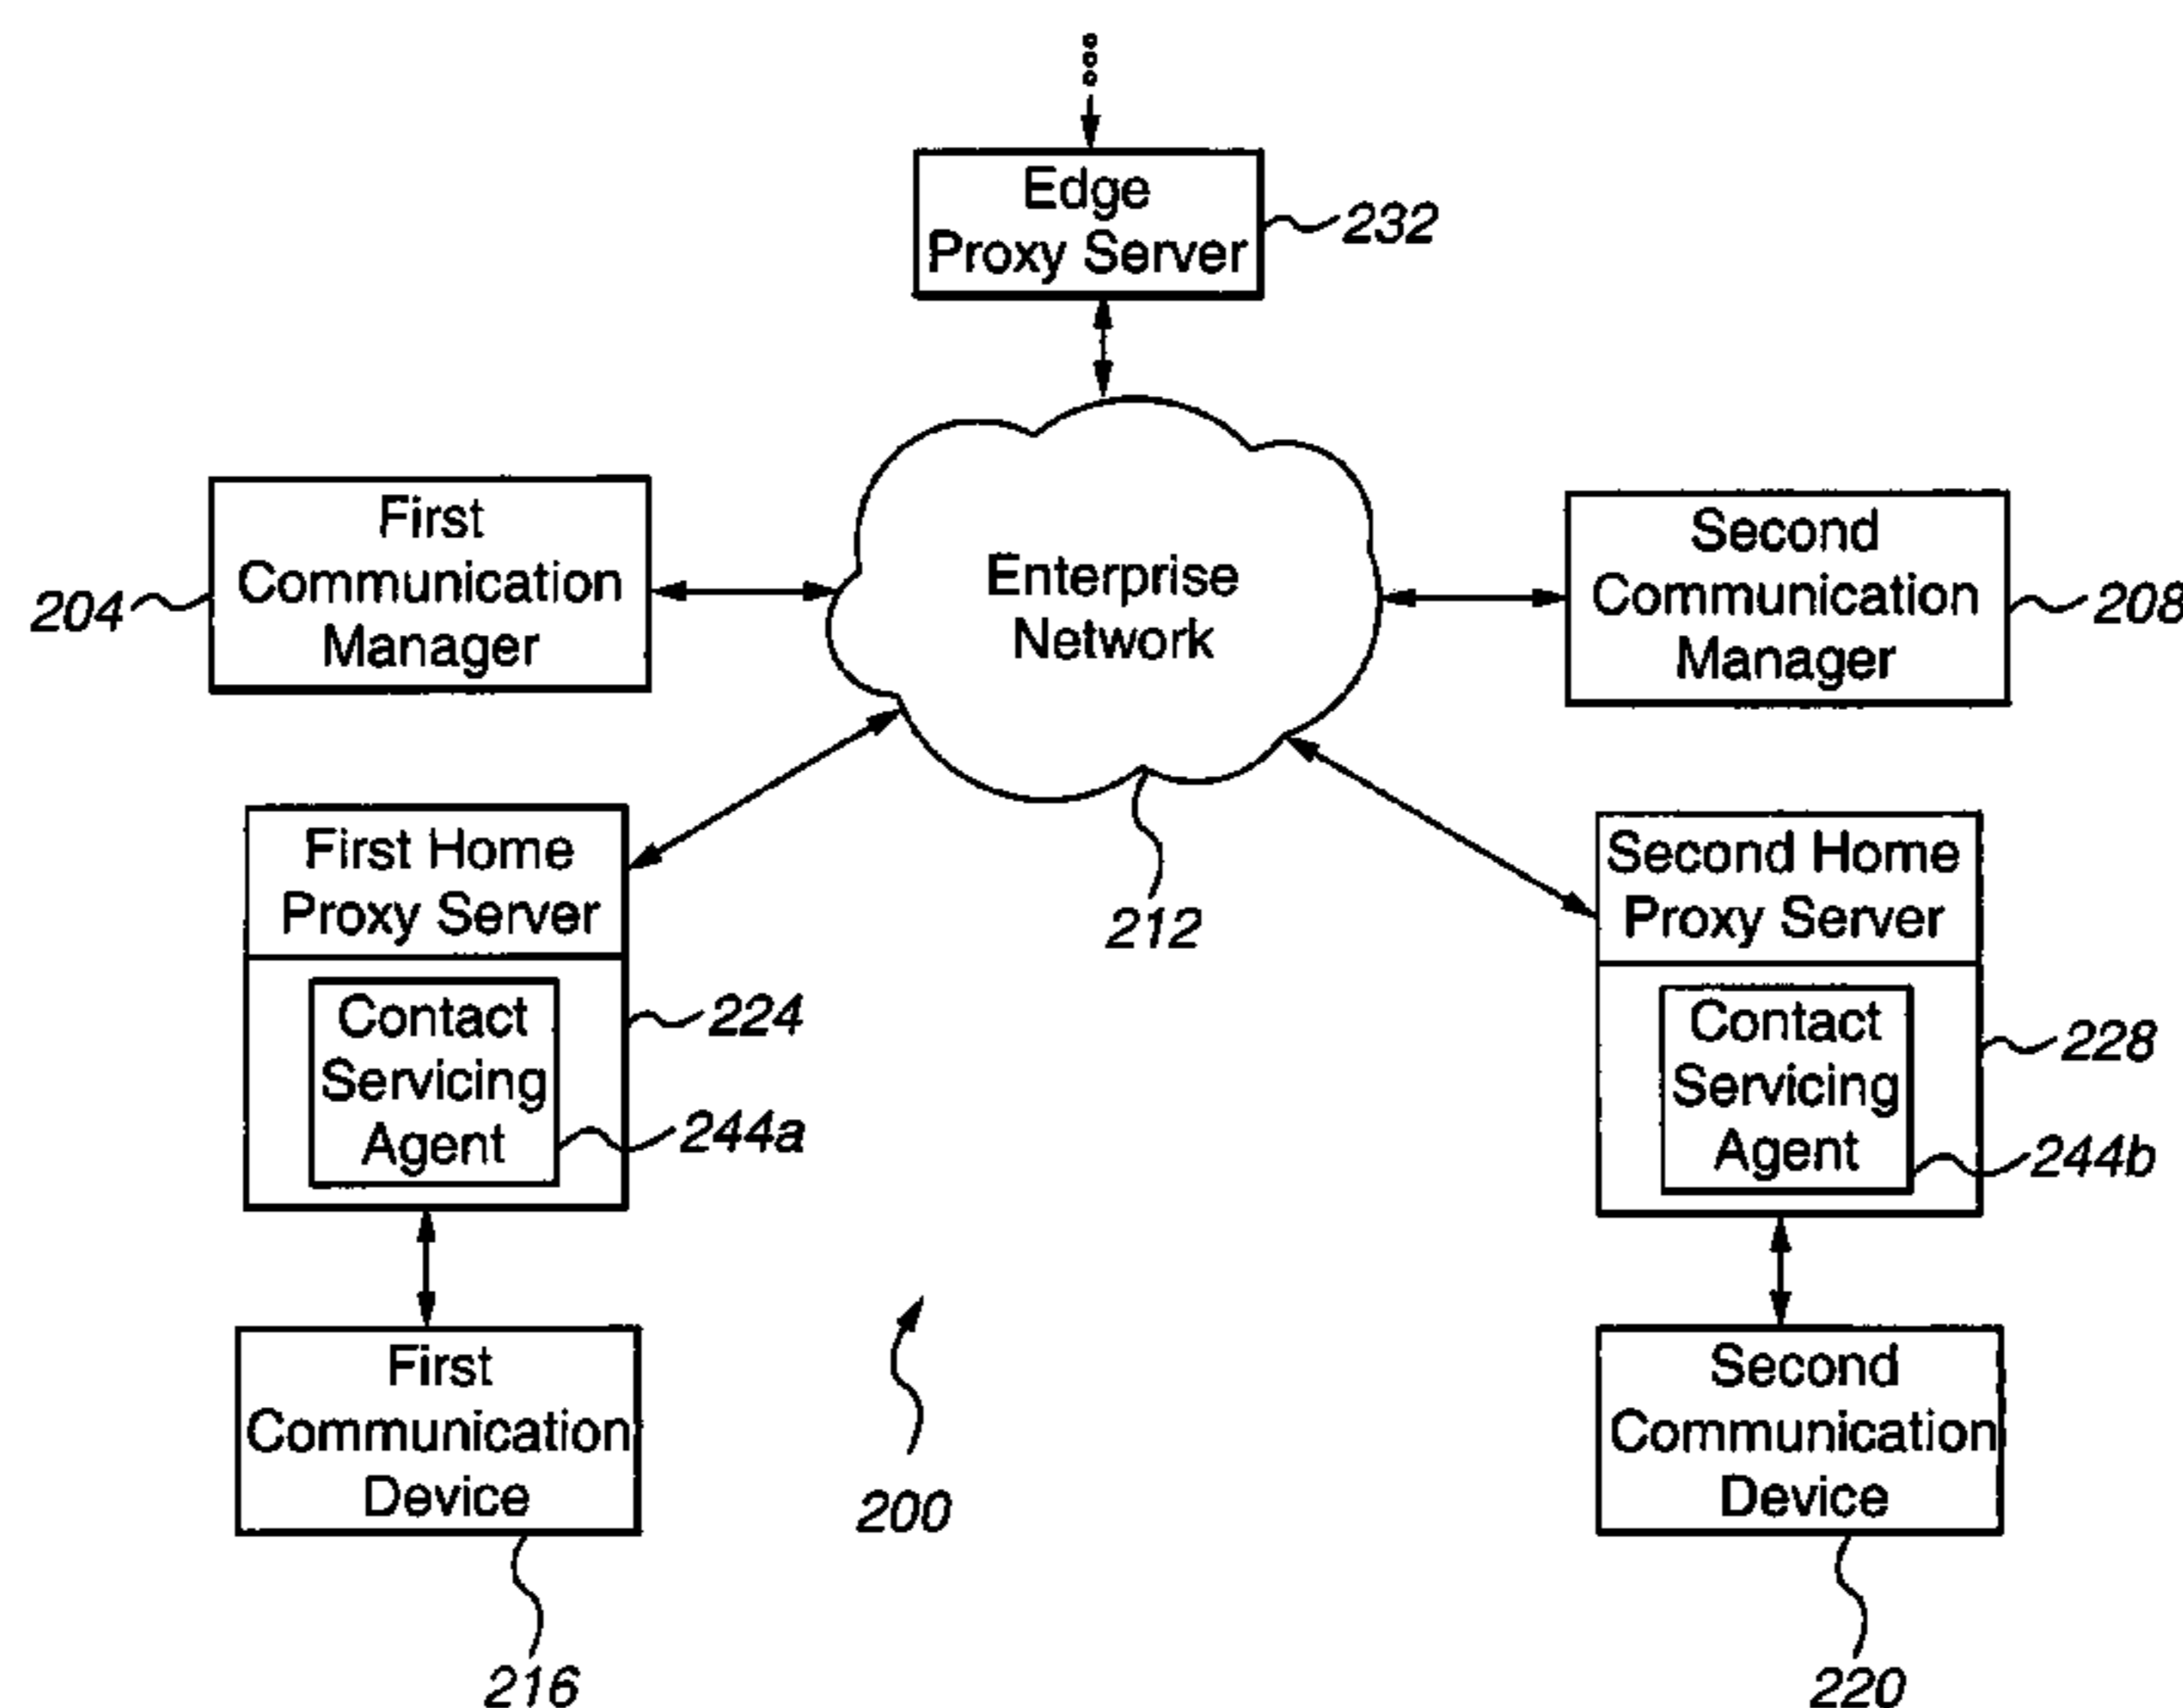 Edge
Proxy Server
232
First
Communication
Manager
204
Enterprise
Network
212
Second
Communication
Manager
208
First Home
Proxy Server
Contact
Servicing
Agent
224
244a
Second Home
Proxy Server
Contact
Servicing
Agent
228
244b
First
Communication
Device
216
200
Second
Communication
Device
220